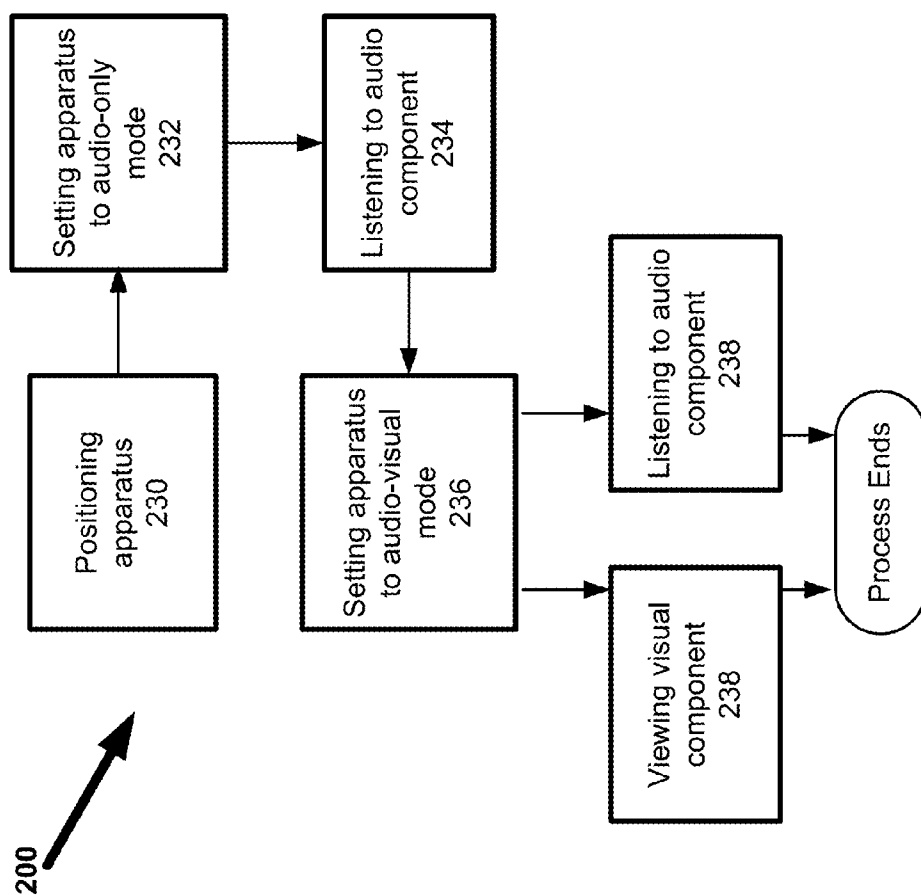 200
Positioning
apparatus
230
Setting apparatus
to audio-only
mode
232
Listening to audio
component
234
Setting apparatus
to audio-visual
mode
236
Viewing visual
component
238
Listening to audio
component
238
Process Ends